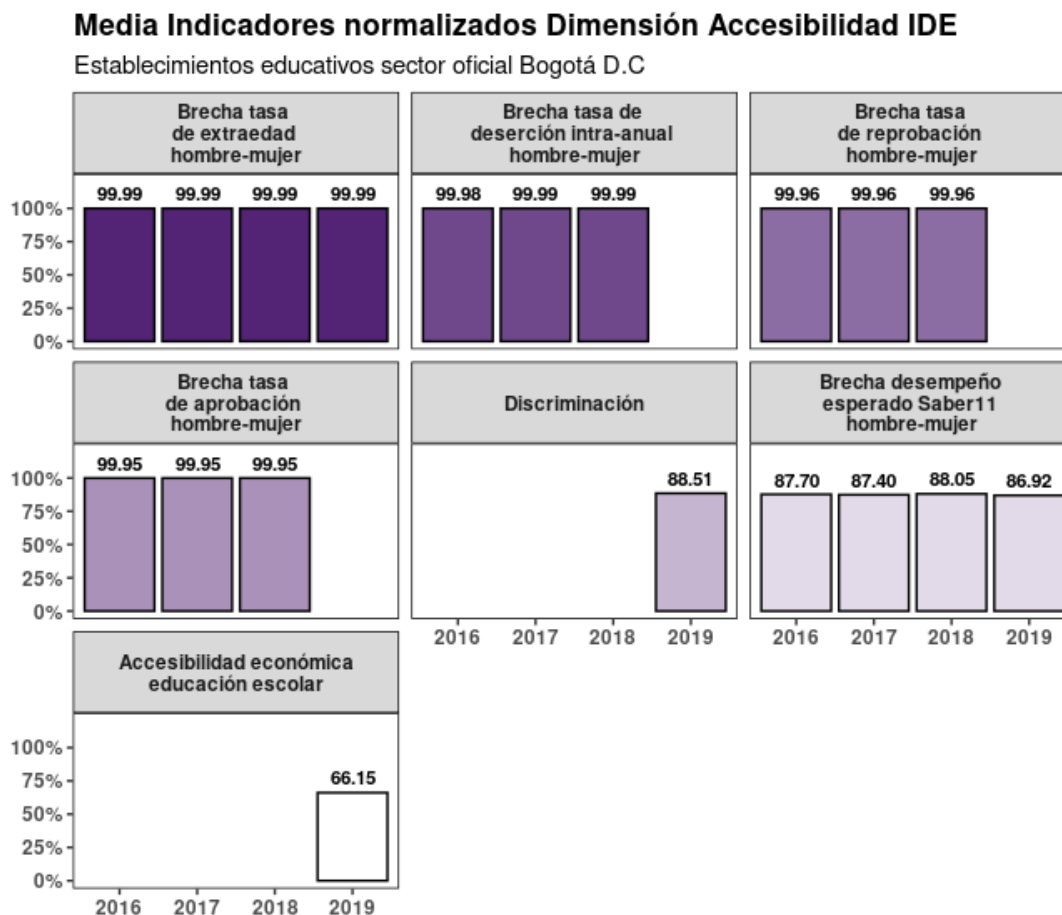 Media Indicadores normalizados Dimensión Accesibilidad IDE
Establecimientos educativos sector oficial Bogotá D.C
Brecha tasa
de extraedad
hombre-mujer
Brecha tasa de
deserción intra-anual
hombre-mujer
Brecha tasa
de reprobación
hombre-mujer
99.99 99.99 99.99 99.99
99.98 99.99 99.99
99.96 99.96 99.96
100%
75%
50%
25%
0%
Brecha tasa
de aprobación
hombre-mujer
Discriminación
Brecha desempeño
esperado Saber11
hombre-mujer
99.95 99.95 99.95
88.51
87.70 87.40 88.05 86.92
100%
75%
50%
25%
0%
2016 2017 2018 2019
2016 2017 2018 2019
Accesibilidad económica
educación escolar
66.15
100%
75%
50%
25%
0%
2016 2017 2018 2019